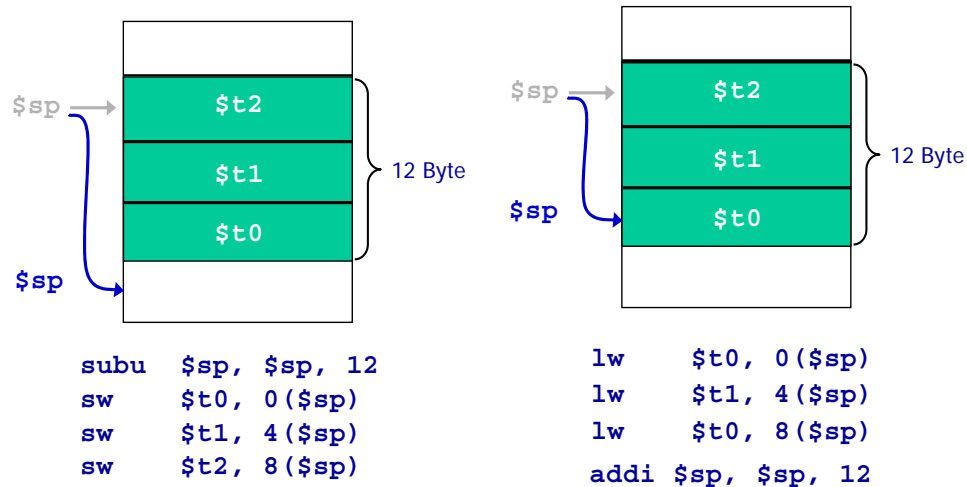 $sp
$t2
$t1
$t0
12 Byte
$sp
subu $sp, $sp, 12
sw $t0, 0($sp)
sw $t1, 4($sp)
sw $t2, 8($sp)
$sp
$t2
$t1
$t0
12 Byte
$sp
lw $t0, 0($sp)
lw $t1, 4($sp)
lw $t0, 8($sp)
addi $sp, $sp, 12